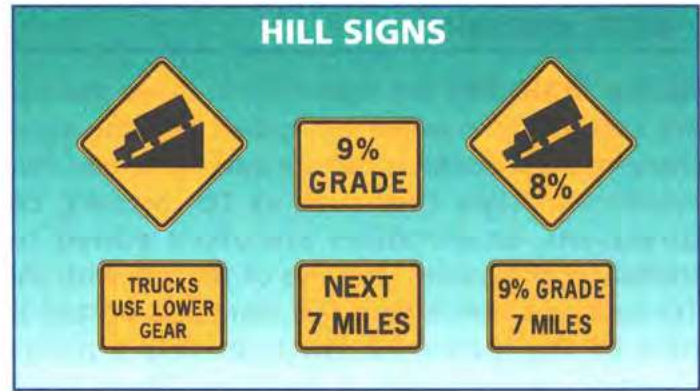 HILL SIGNS
9%
GRADE
8%
TRUCKS
USE LOWER
GEAR
NEXT
7 MILES
9% GRADE
7 MILES